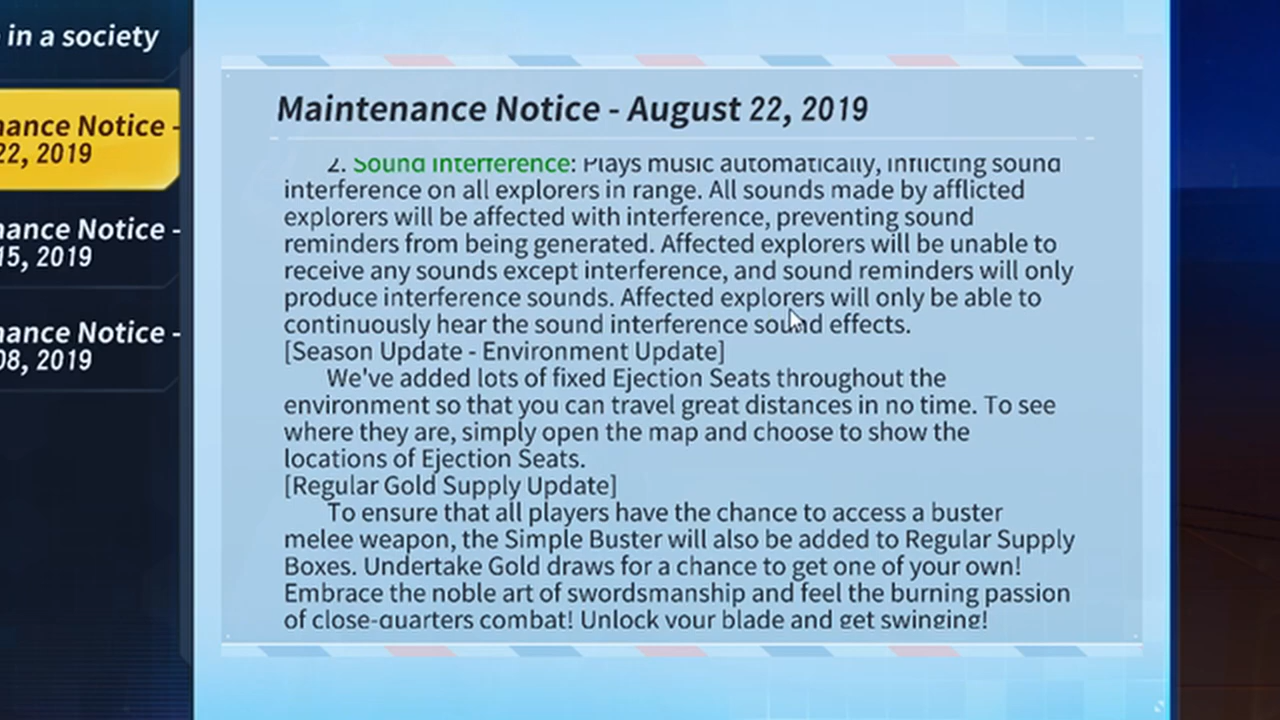 in a society
nance Notice -
22, 2019
nance Notice -
15, 2019
nance Notice -
08, 2019
Maintenance Notice - August 22, 2019
2. Sound Interference: Plays music automatically, inflicting sound
interference on all explorers in range. All sounds made by afflicted
explorers will be affected with interference, preventing sound
reminders from being generated. Affected explorers will be unable to
receive any sounds except interference, and sound reminders will only
produce interference sounds. Affected explorers will only be able to
continuously hear the sound interference sound effects.
[Season Update - Environment Update]
We've added lots of fixed Ejection Seats throughout the
environment so that you can travel great distances in no time. To see
where they are, simply open the map and choose to show the
locations of Ejection Seats.
[Regular Gold Supply Update]
To ensure that all players have the chance to access a buster
melee weapon, the Simple Buster will also be added to Regular Supply
Boxes. Undertake Gold draws for a chance to get one of your own!
Embrace the noble art of swordsmanship and feel the burning passion
of close-quarters combat! Unlock your blade and get swinging!